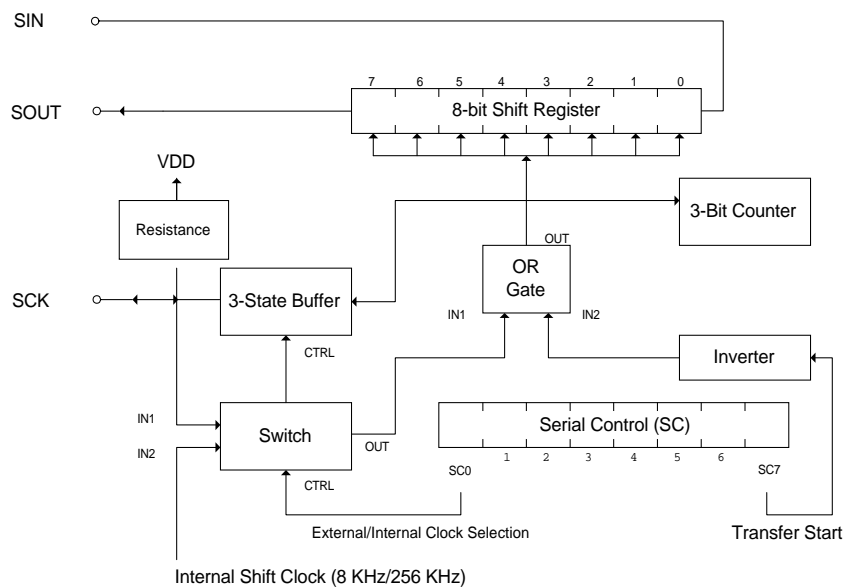 SIN
7 6 5 4 3 2 1 0
SOUT
8-bit Shift Register
VDD
Resistance
3-Bit Counter
OUT
OR
Gate
SCK
3-State Buffer
IN1
IN2
CTRL
Inverter
IN1
Switch
OUT
Serial Control (SC)
IN2
SC0 1 2 3 4 5 6 SC7
CTRL
External/Internal Clock Selection
Transfer Start
Internal Shift Clock (8 KHz/256 KHz)